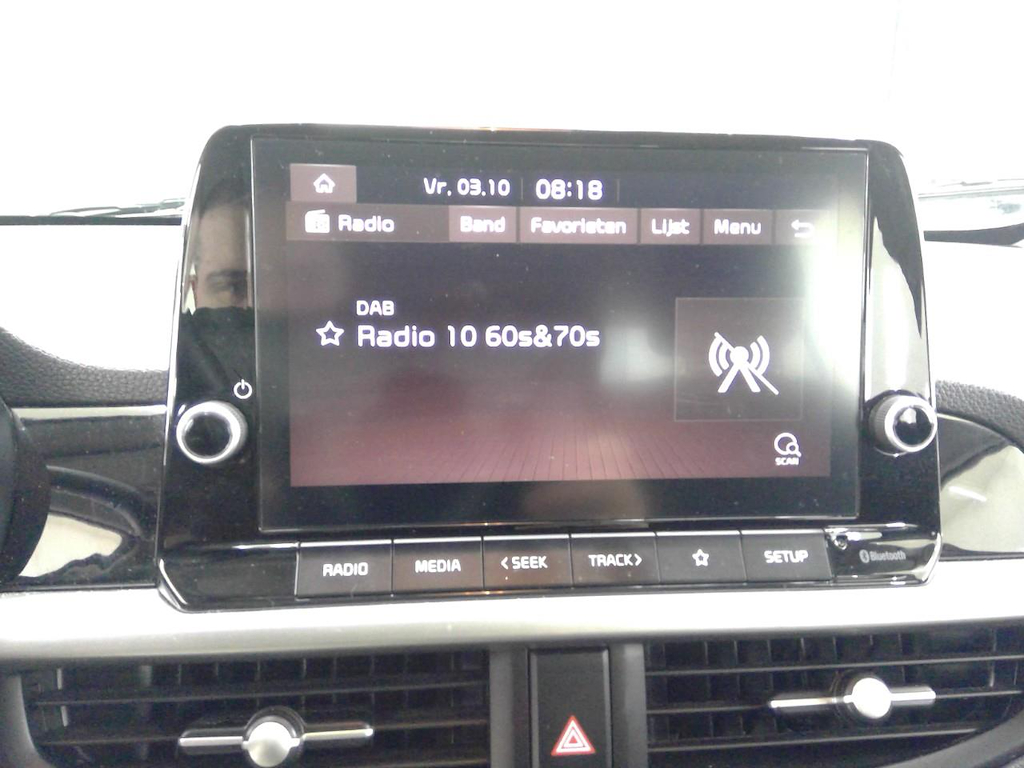 Vr. 03.10 08:18
Radio Band Favorieten Lijst Menu
DAB
Radio 10 60s&70s
SCAN
RADIO MEDIA <SEEK TRACK> SETUP Bluetooth